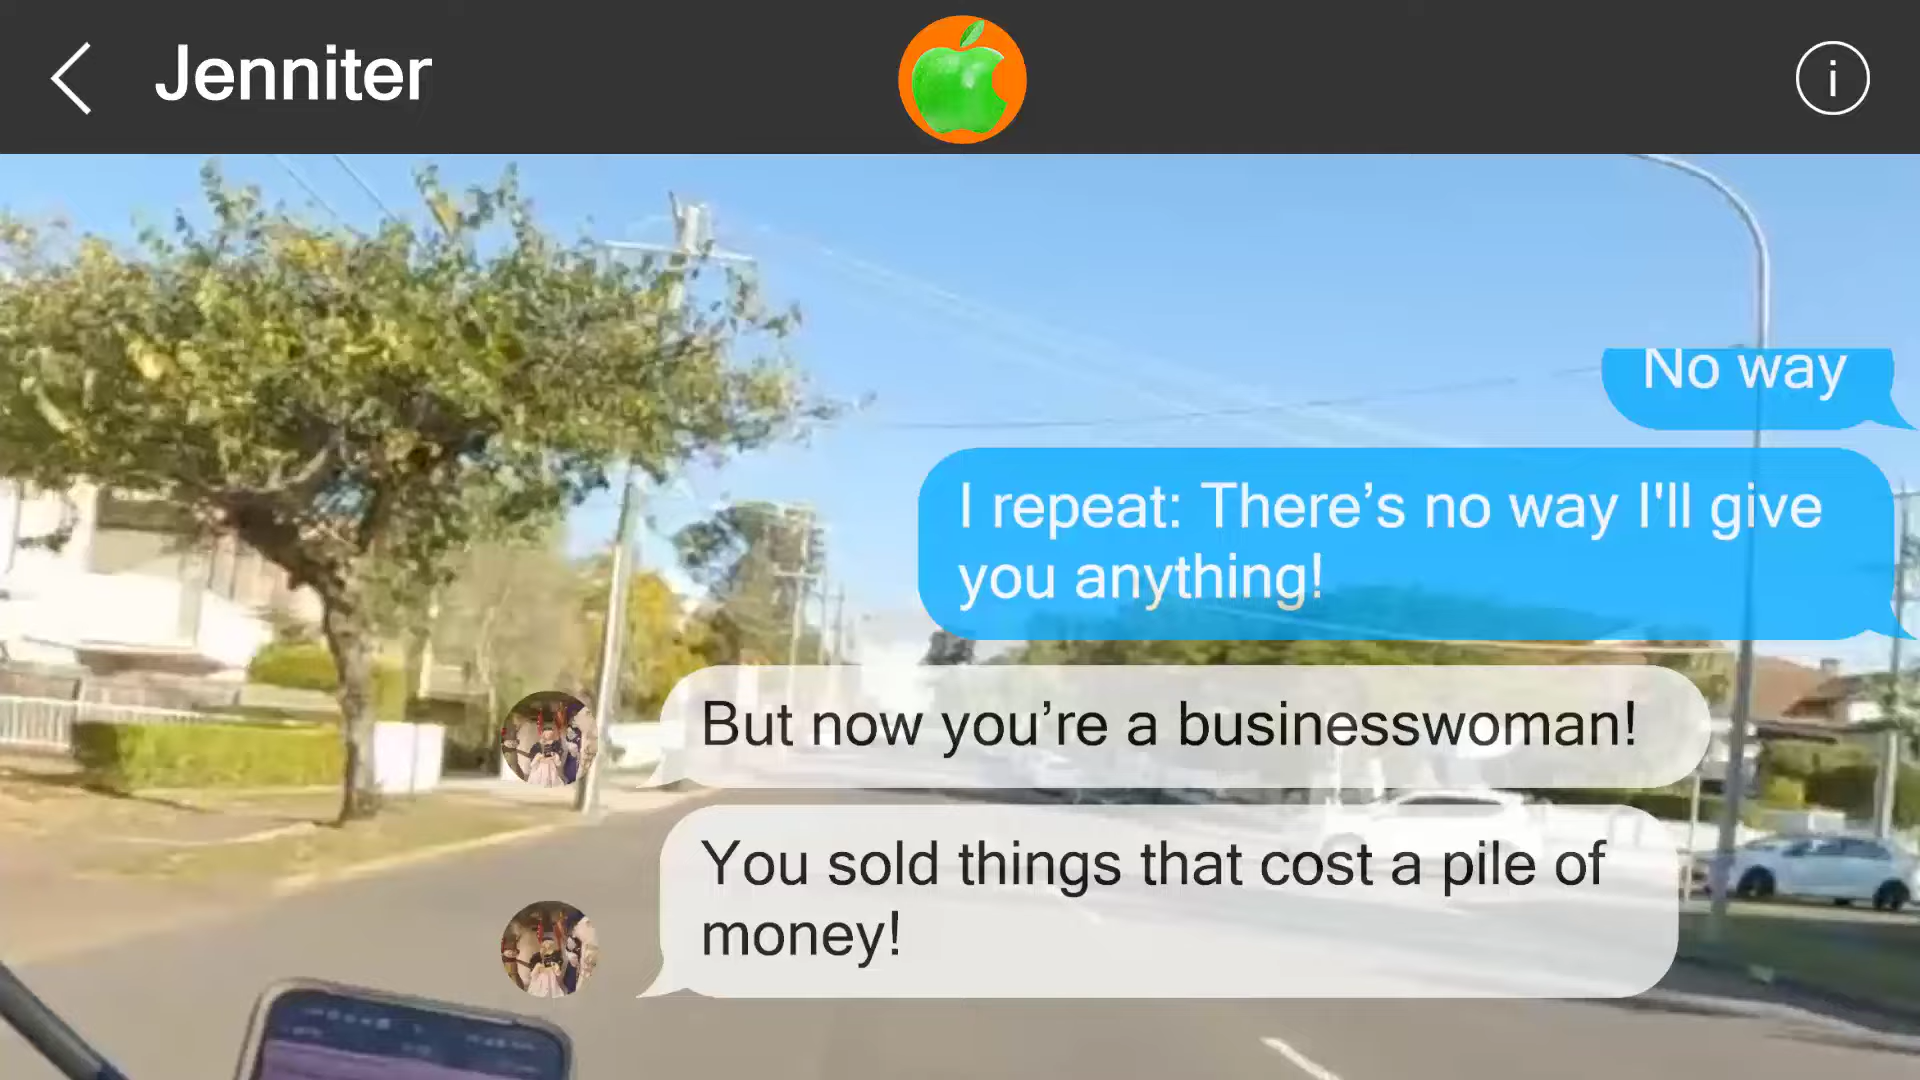 Jenniter
No way
I repeat: There’s no way I'll give
you anything!
But now you’re a businesswoman!
You sold things that cost a pile of
money!